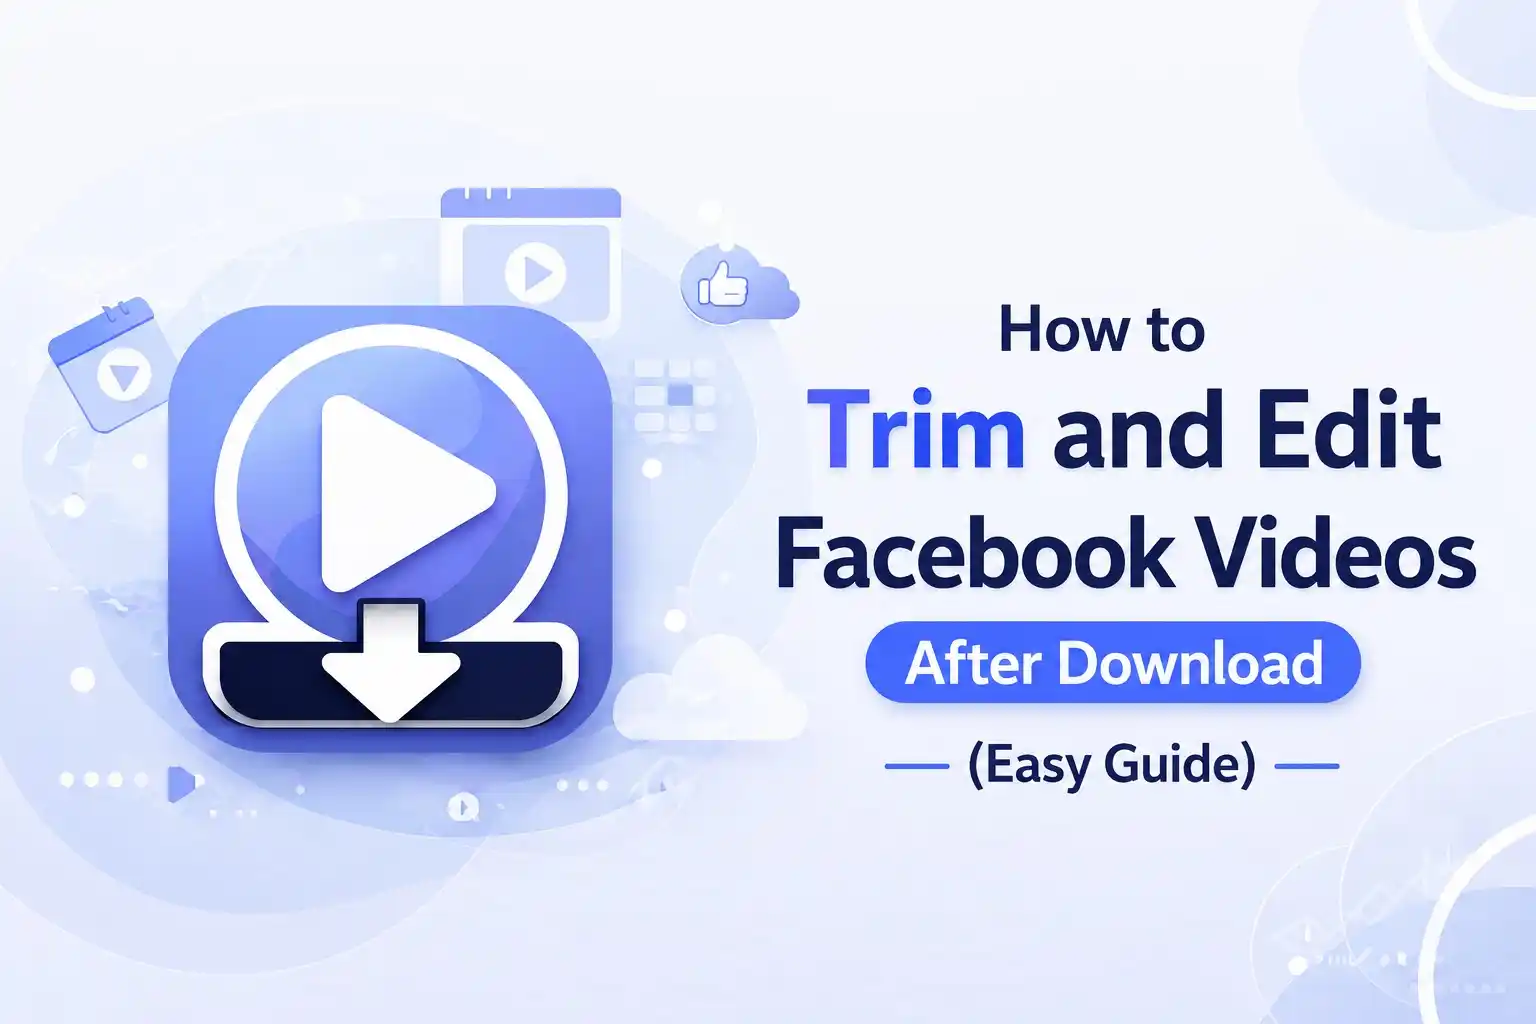 How to
Trim and Edit
Facebook Videos
After Download
(Easy Guide)